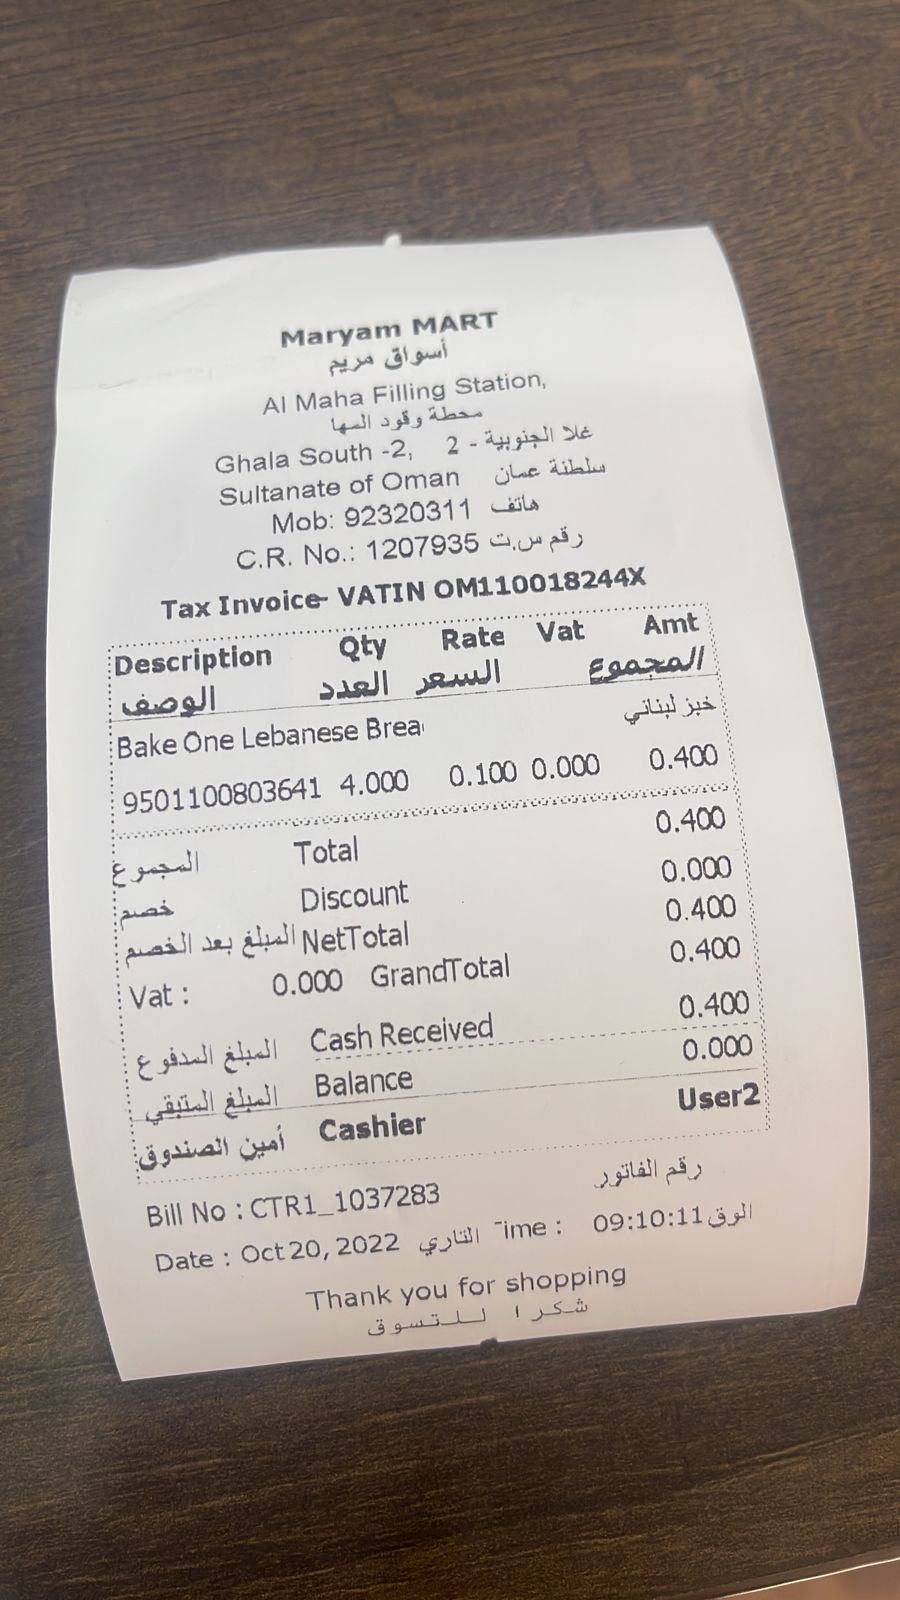 Maryam MART
أسواق مريم
Al Maha Filling Station,
محطة وقود المها
Ghala South -2, غلا الجنوبية - 2
Sultanate of Oman سلطنة عمان
Mob: 92320311 هاتف
C.R. No.: 1207935 رقم س.ت
Tax Invoice- VATIN OM110018244X
Description Qty Rate Vat Amt
الوصف العدد السعر المجموع
Bake One Lebanese Brea خبز لبناني
9501100803641 4.000 0.100 0.000 0.400
المجموع Total 0.400
خصم Discount 0.000
المبلغ بعد الخصم NetTotal 0.400
Vat : 0.000 GrandTotal 0.400
المبلغ المدفوع Cash Received 0.400
المبلغ المتبقي Balance 0.000
أمين الصندوق Cashier User2
Bill No : CTR1_1037283 رقم الفاتور
Date : Oct 20, 2022 التاري ime : 09:10:11 الوق
Thank you for shopping
شكرا للتسوق